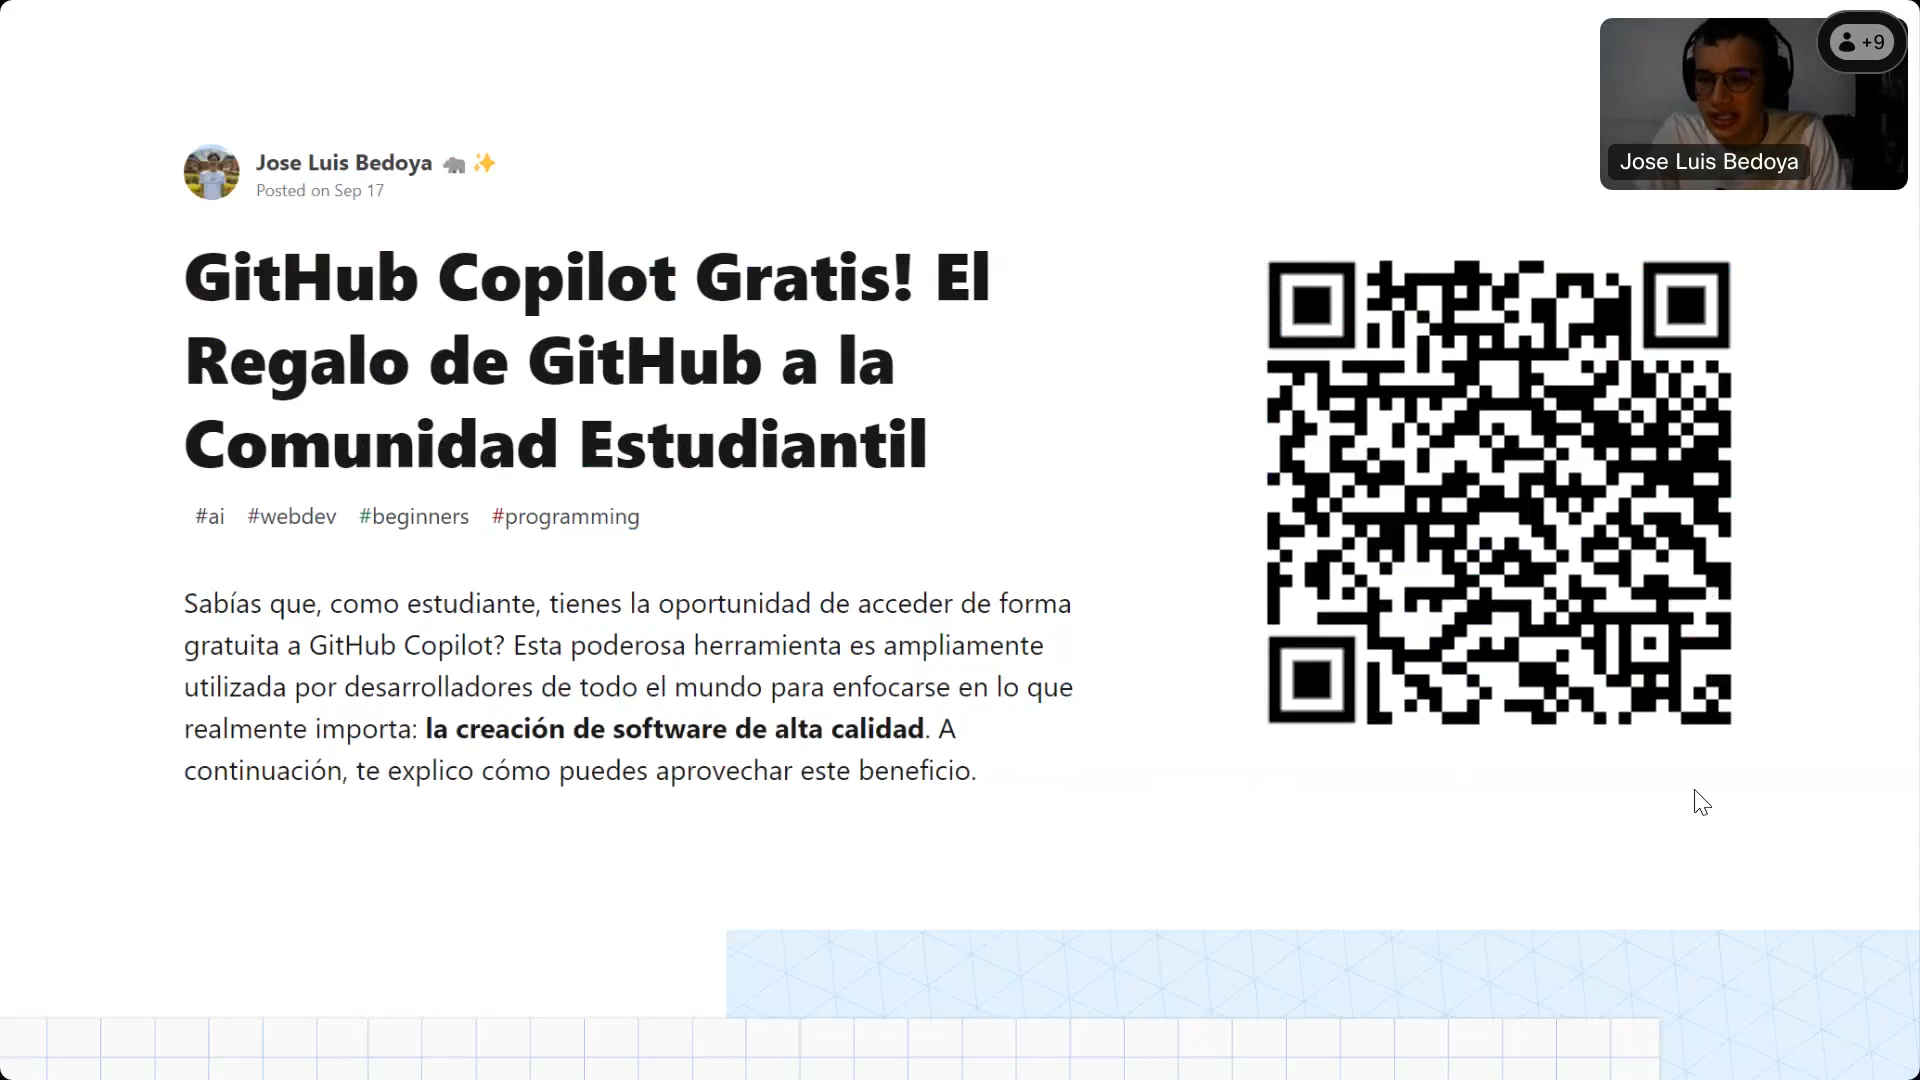 +9
Jose Luis Bedoya
Jose Luis Bedoya 🦛✨
Posted on Sep 17
GitHub Copilot Gratis! El
Regalo de GitHub a la
Comunidad Estudiantil
#ai #webdev #beginners #programming
Sabías que, como estudiante, tienes la oportunidad de acceder de forma
gratuita a GitHub Copilot? Esta poderosa herramienta es ampliamente
utilizada por desarrolladores de todo el mundo para enfocarse en lo que
realmente importa: la creación de software de alta calidad. A
continuación, te explico cómo puedes aprovechar este beneficio.